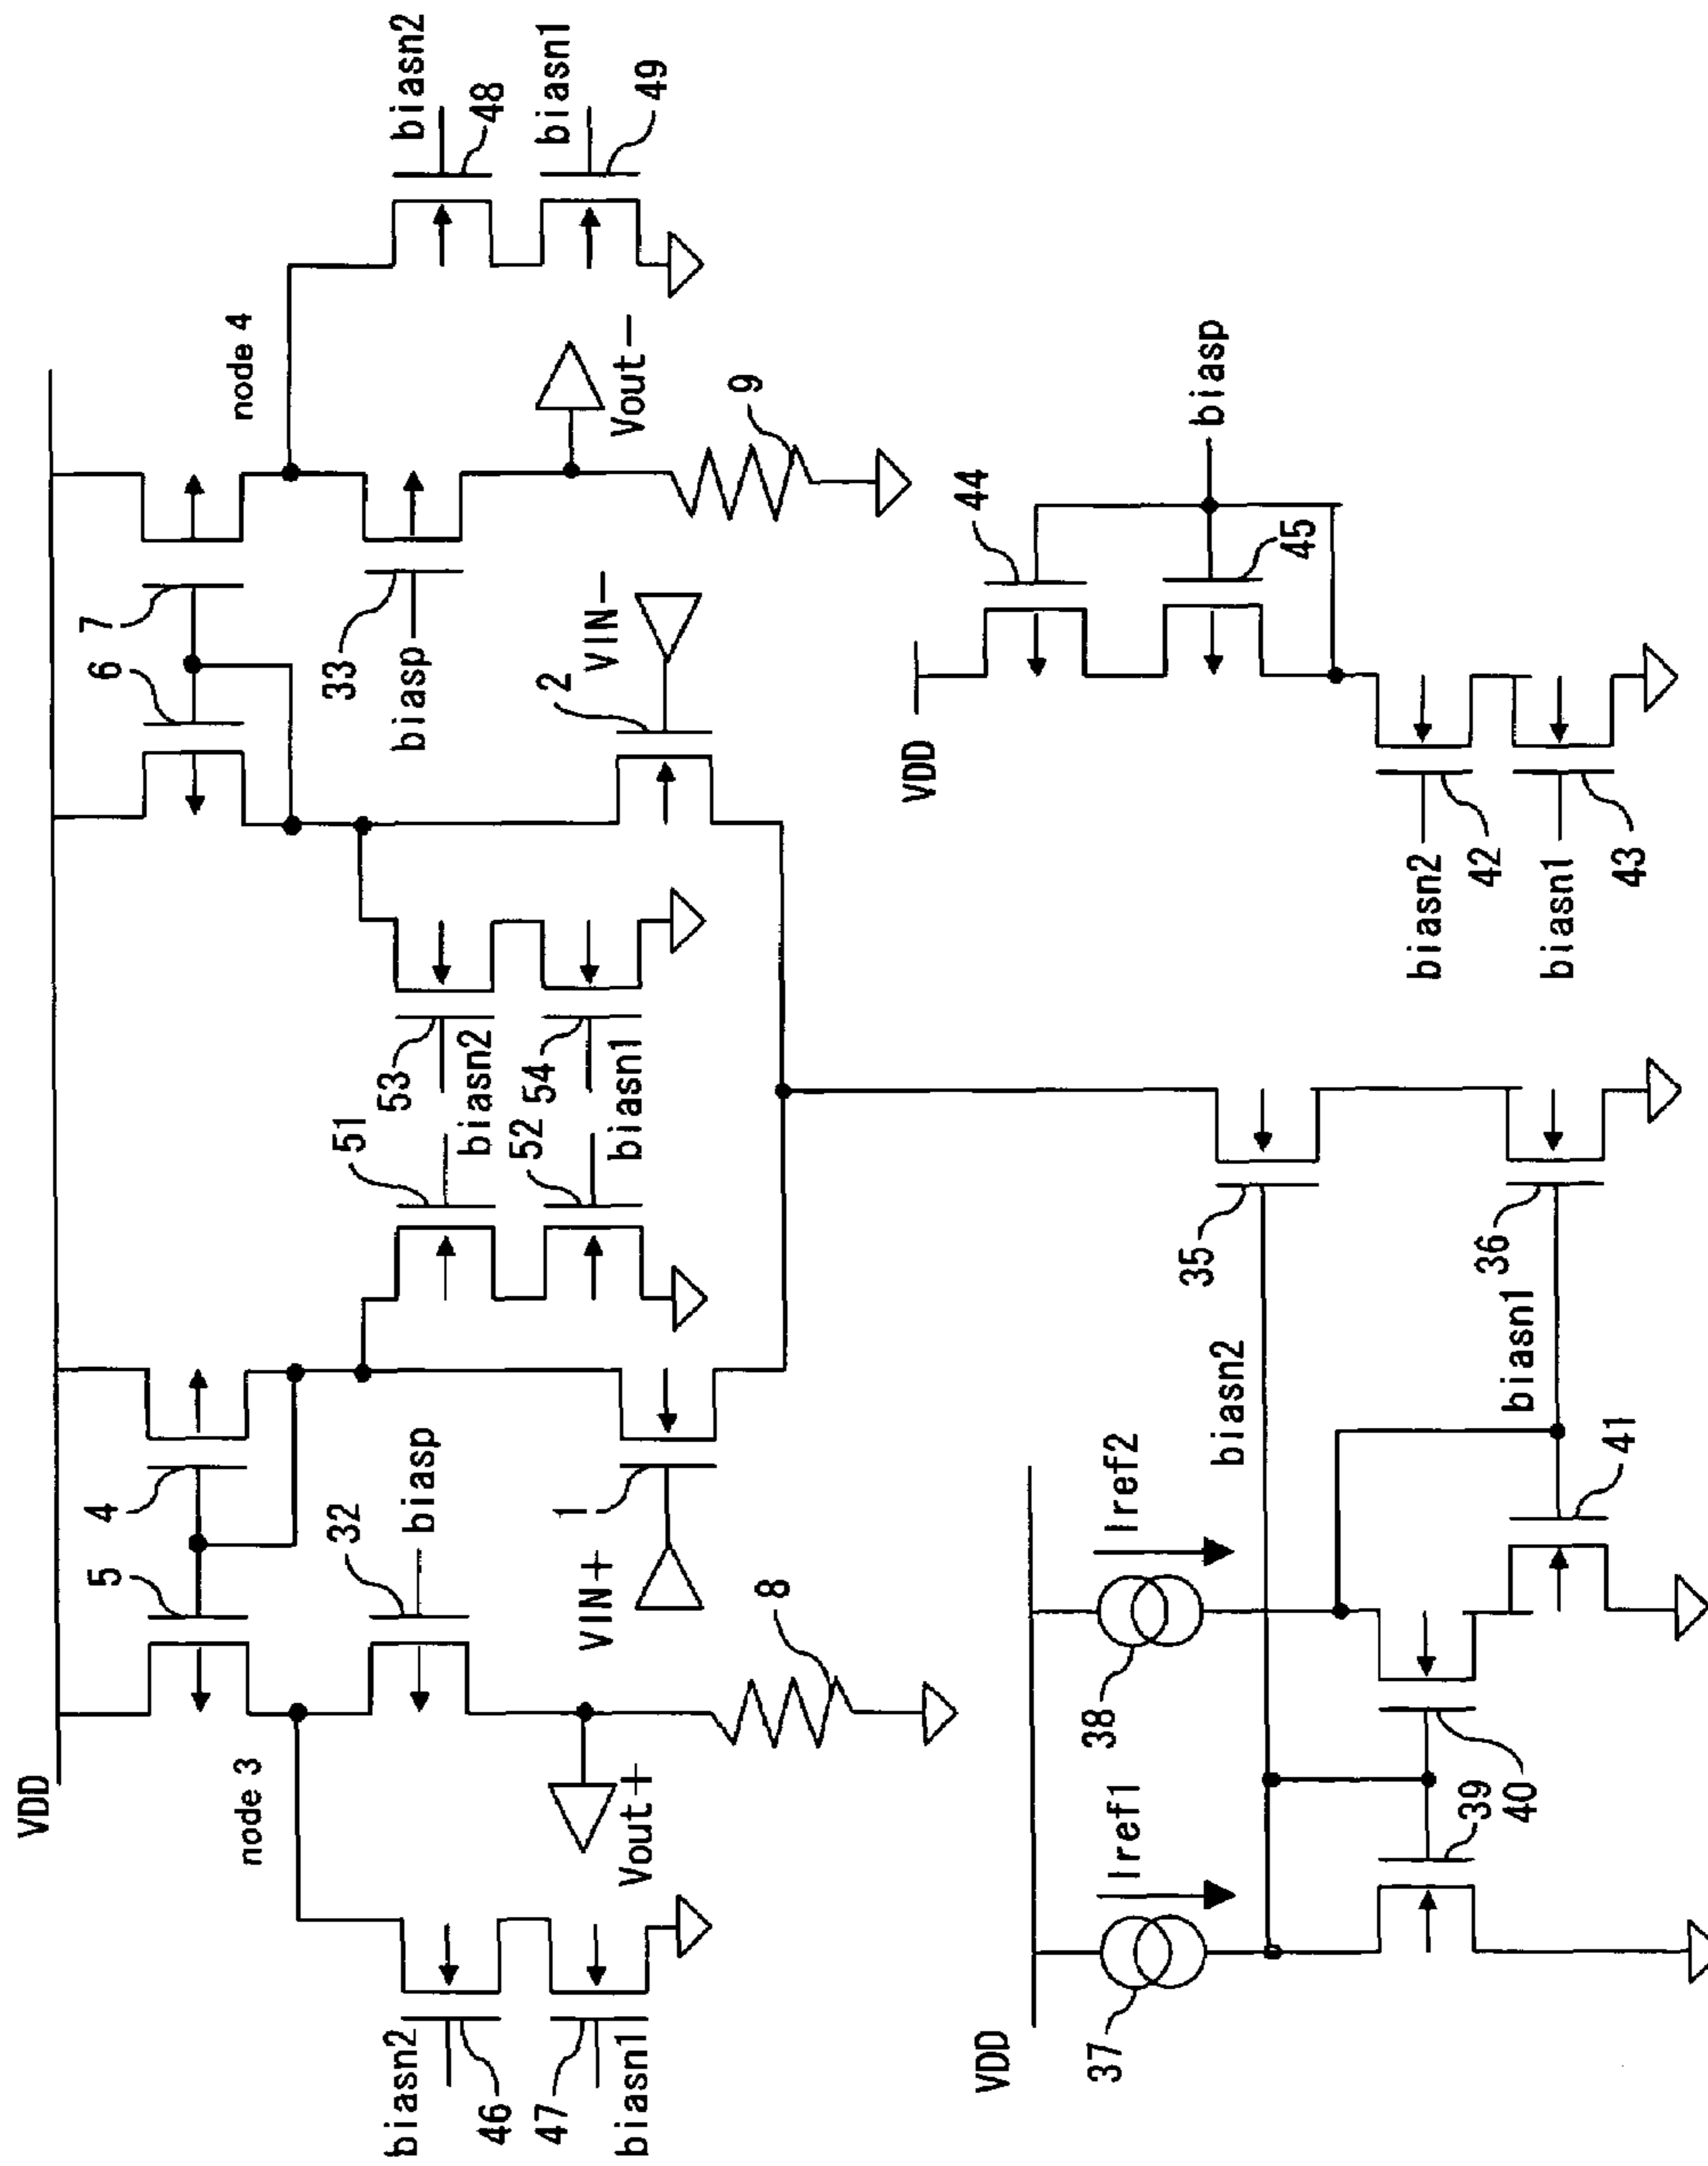 VDD
5
4
6
7
node 3
node 4
32
51
33
biasn2
biasp
53
biasp
biasn2
46
biasn2
48
47
52
54
1
2
biasn1
VIN+
VIN−
biasn1
biasn1
biasn1
49
Vout+
Vout−
8
9
VDD
VDD
44
37
38
Iref1
Iref2
biasn2
35
biasp
45
biasn2
39
36
42
40
biasn1
biasn1
41
43